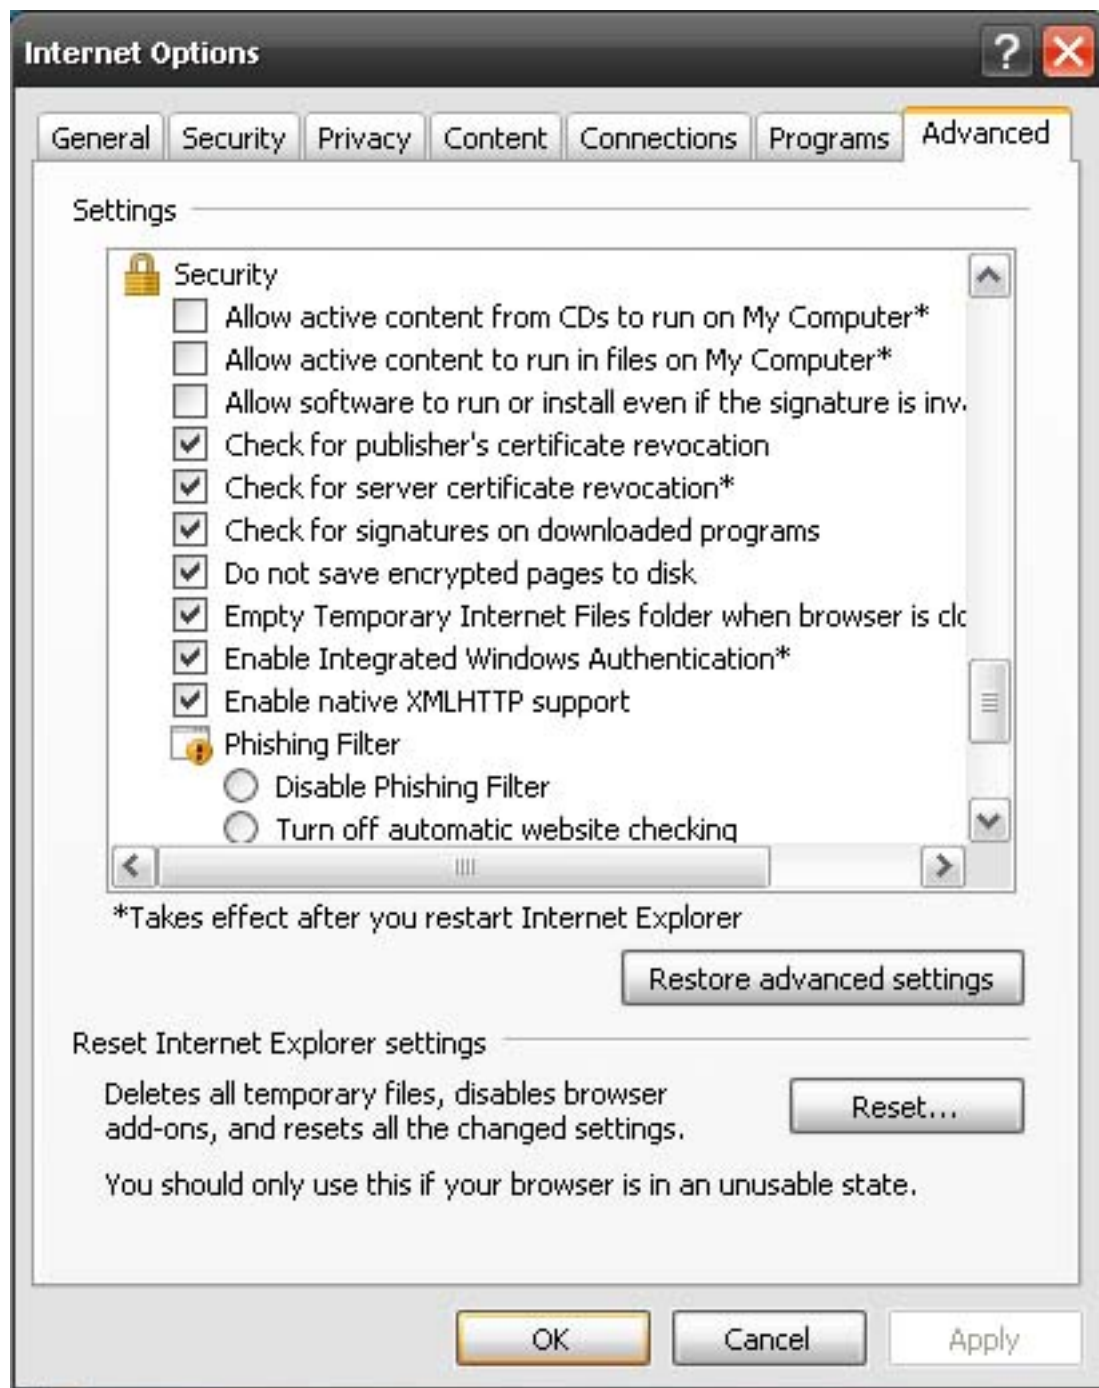 Internet Options
General Security Privacy Content Connections Programs Advanced
Settings
Security
Allow active content from CDs to run on My Computer*
Allow active content to run in files on My Computer*
Allow software to run or install even if the signature is inv
Check for publisher's certificate revocation
Check for server certificate revocation*
Check for signatures on downloaded programs
Do not save encrypted pages to disk
Empty Temporary Internet Files folder when browser is clo
Enable Integrated Windows Authentication*
Enable native XMLHTTP support
Phishing Filter
Disable Phishing Filter
Turn off automatic website checking
*Takes effect after you restart Internet Explorer
Restore advanced settings
Reset Internet Explorer settings
Deletes all temporary files, disables browser
add-ons, and resets all the changed settings.
Reset...
You should only use this if your browser is in an unusable state.
OK Cancel Apply